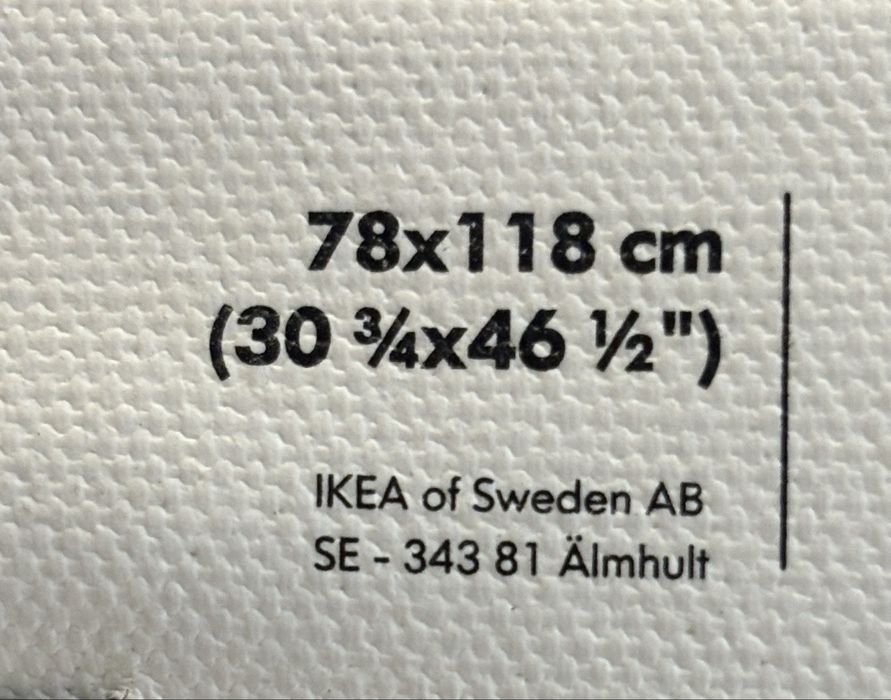 78x118 cm
(30 ¾x46 ½")
IKEA of Sweden AB
SE - 343 81 Älmhult